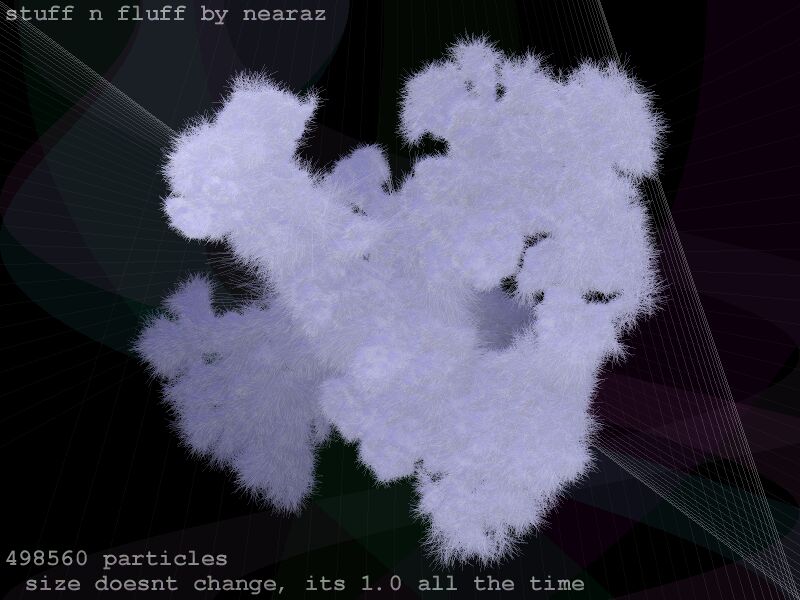 stuff n fluff by nearaz
498560 particles
size doesnt change, its 1.0 all the time